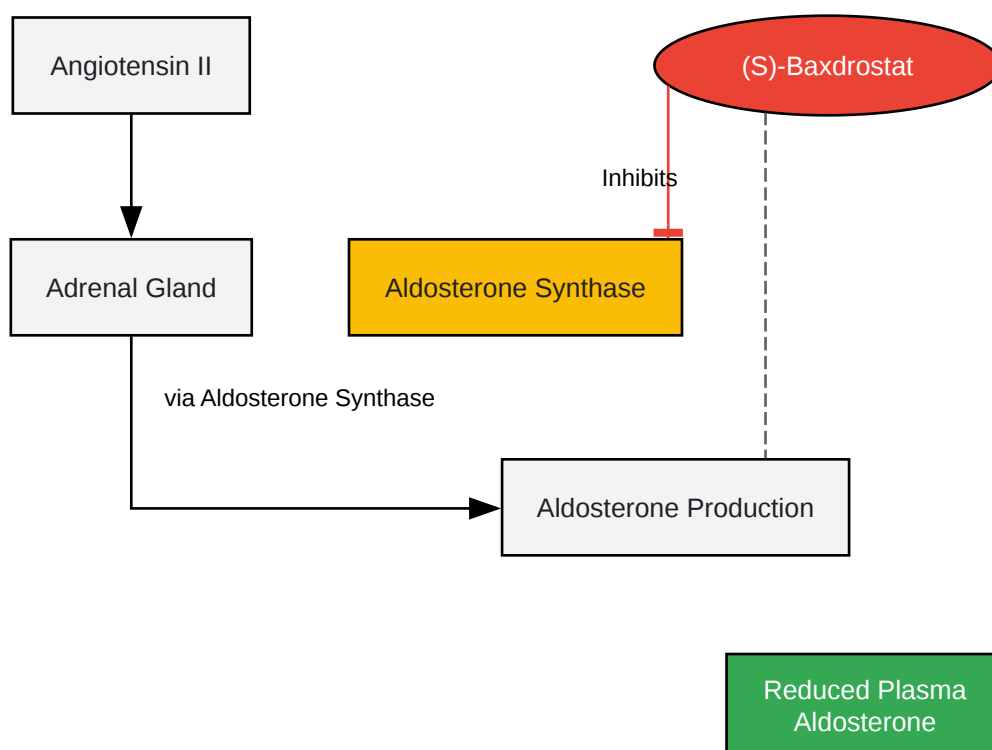 Angiotensin II
(S)-Baxdrostat
Inhibits
Adrenal Gland
Aldosterone Synthase
via Aldosterone Synthase
Aldosterone Production
Reduced Plasma
Aldosterone